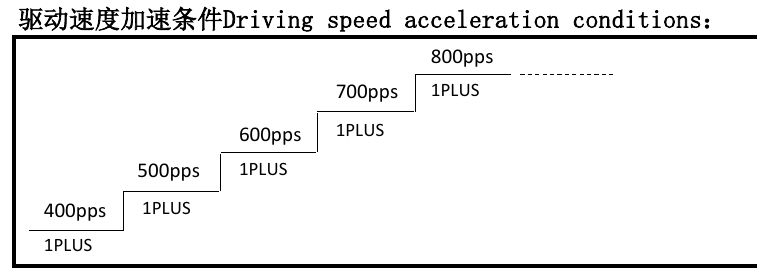 驱动速度加速条件Driving speed acceleration conditions:
800pps
1PLUS
700pps
1PLUS
600pps
1PLUS
500pps
1PLUS
400pps
1PLUS